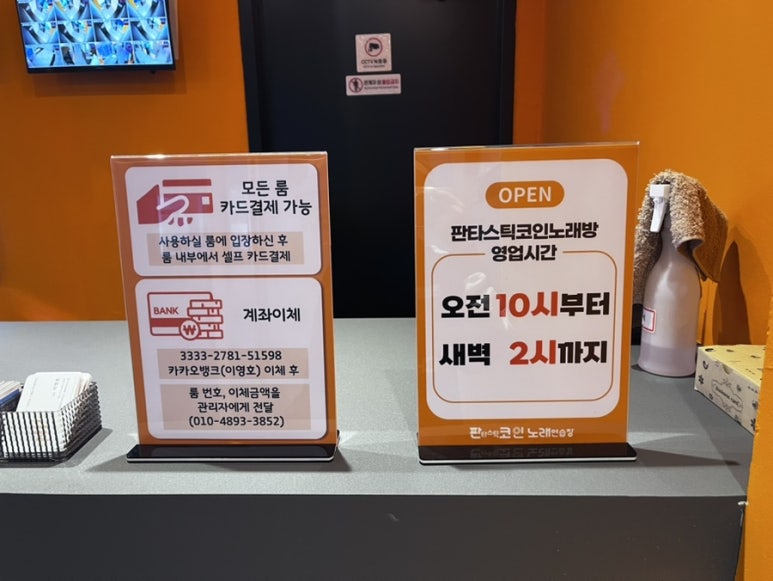 모든 룸
카드결제 가능
사용하실 룸에 입장하신 후
룸 내부에서 셀프 카드결제
BANK
₩
계좌이체
3333-2781-51598
카카오뱅크(이영호) 이체 후
룸 번호, 이체금액을
관리자에게 전달
(010-4893-3852)
OPEN
판타스틱코인노래방
영업시간
오전 10시부터
새벽 2시까지
판타스틱코인 노래연습장